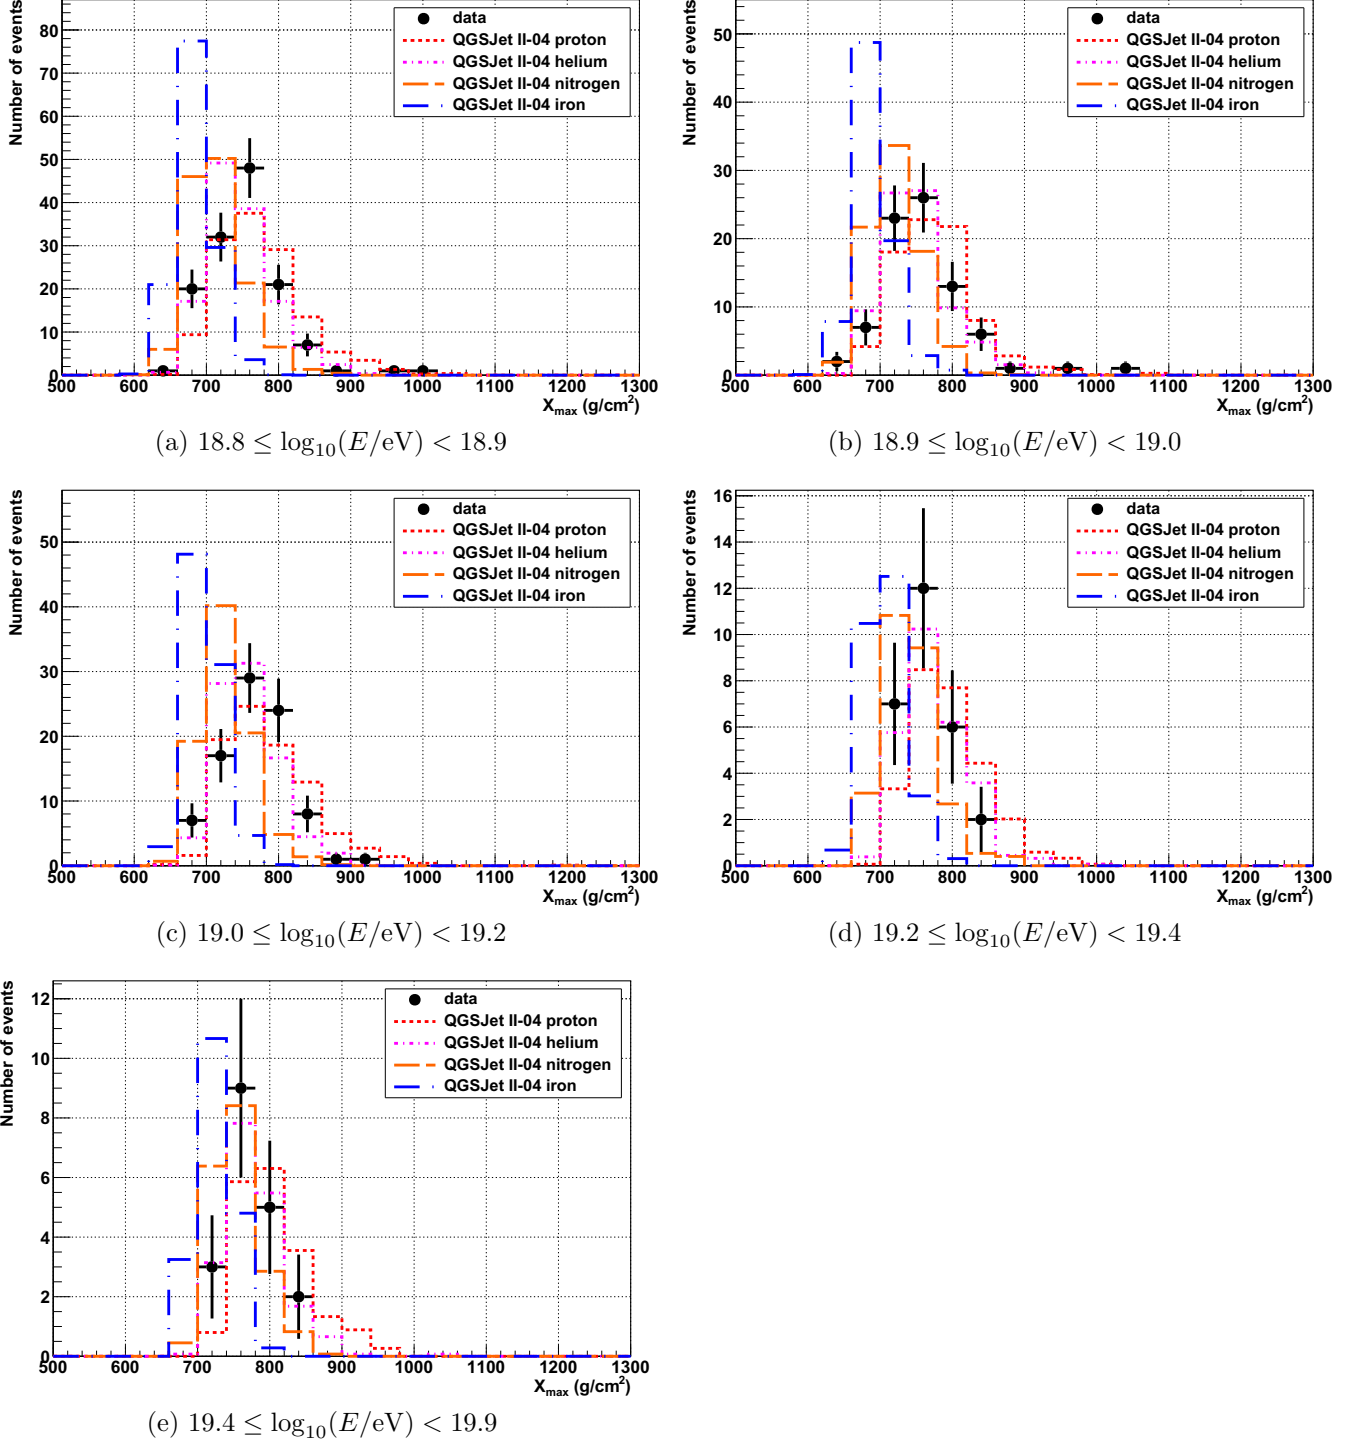 Number of events
80
70
60
50
40
30
20
10
0
500 600 700 800 900 1000 1100 1200 1300
X_max (g/cm²)
data
QGSJet II-04 proton
QGSJet II-04 helium
QGSJet II-04 nitrogen
QGSJet II-04 iron
(a) 18.8 ≤ log₁₀(E/eV) < 18.9
Number of events
50
40
30
20
10
0
500 600 700 800 900 1000 1100 1200 1300
X_max (g/cm²)
data
QGSJet II-04 proton
QGSJet II-04 helium
QGSJet II-04 nitrogen
QGSJet II-04 iron
(b) 18.9 ≤ log₁₀(E/eV) < 19.0
Number of events
50
40
30
20
10
0
500 600 700 800 900 1000 1100 1200 1300
X_max (g/cm²)
data
QGSJet II-04 proton
QGSJet II-04 helium
QGSJet II-04 nitrogen
QGSJet II-04 iron
(c) 19.0 ≤ log₁₀(E/eV) < 19.2
Number of events
16
14
12
10
8
6
4
2
0
500 600 700 800 900 1000 1100 1200 1300
X_max (g/cm²)
data
QGSJet II-04 proton
QGSJet II-04 helium
QGSJet II-04 nitrogen
QGSJet II-04 iron
(d) 19.2 ≤ log₁₀(E/eV) < 19.4
Number of events
12
10
8
6
4
2
0
500 600 700 800 900 1000 1100 1200 1300
X_max (g/cm²)
data
QGSJet II-04 proton
QGSJet II-04 helium
QGSJet II-04 nitrogen
QGSJet II-04 iron
(e) 19.4 ≤ log₁₀(E/eV) < 19.9